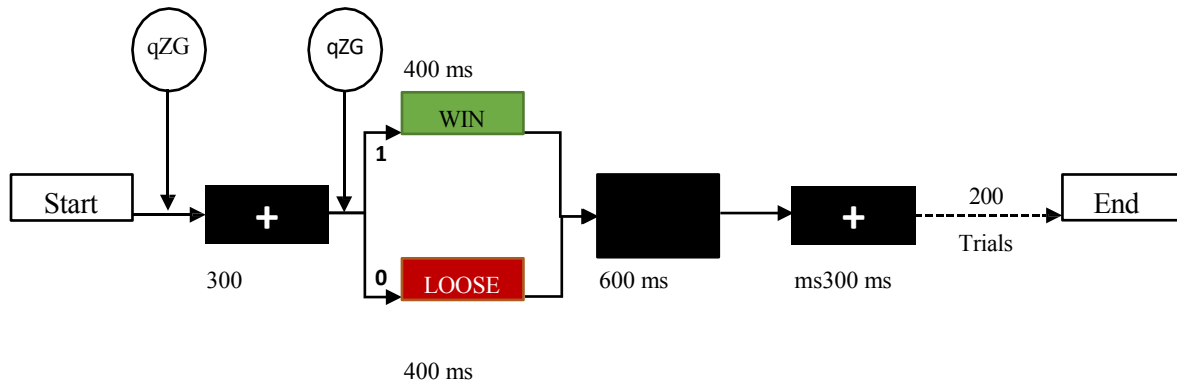 qZG
qZG
400 ms
WIN
1
Start
+
+
200
End
Trials
0
LOOSE
300
600 ms
ms300 ms
400 ms